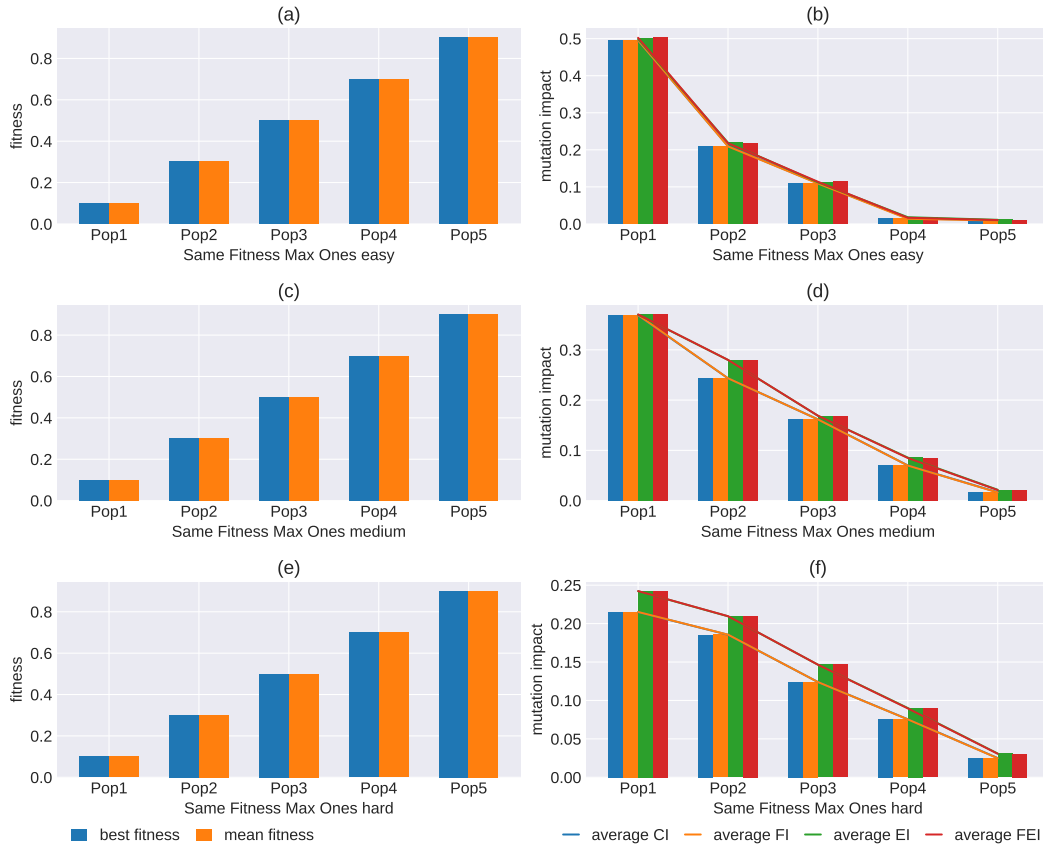 (a)
fitness
0.8
0.6
0.4
0.2
0.0
Pop1 Pop2 Pop3 Pop4 Pop5
Same Fitness Max Ones easy
(b)
mutation impact
0.5
0.4
0.3
0.2
0.1
0.0
Pop1 Pop2 Pop3 Pop4 Pop5
Same Fitness Max Ones easy
(c)
fitness
0.8
0.6
0.4
0.2
0.0
Pop1 Pop2 Pop3 Pop4 Pop5
Same Fitness Max Ones medium
(d)
mutation impact
0.3
0.2
0.1
0.0
Pop1 Pop2 Pop3 Pop4 Pop5
Same Fitness Max Ones medium
(e)
fitness
0.8
0.6
0.4
0.2
0.0
Pop1 Pop2 Pop3 Pop4 Pop5
Same Fitness Max Ones hard
(f)
mutation impact
0.25
0.20
0.15
0.10
0.05
0.00
Pop1 Pop2 Pop3 Pop4 Pop5
Same Fitness Max Ones hard
best fitness mean fitness
average CI average FI average EI average FEI